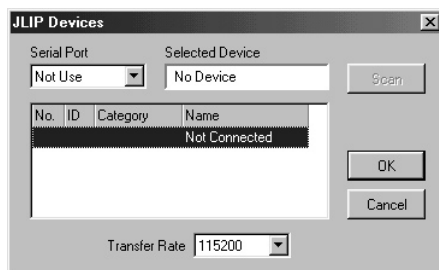 JLIP Devices
Serial Port Selected Device
Not Use No Device
Scan
No. ID Category Name
Not Connected
OK
Cancel
Transfer Rate 115200